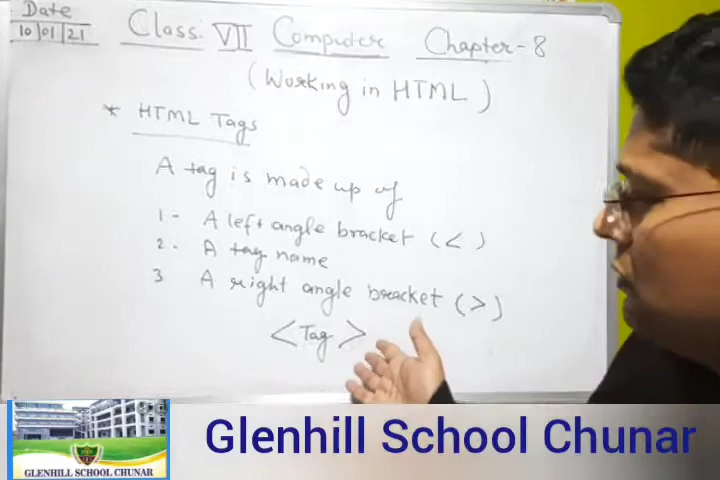 Date
10/01/21
Class. VII Computer Chapter-8
(Working in HTML)
* HTML Tags
A tag is made up of
1- A left angle bracket (<)
2. A tag name
3 A right angle bracket (>)
<Tag>
Glenhill School Chunar
GLENHILL SCHOOL CHUNAR